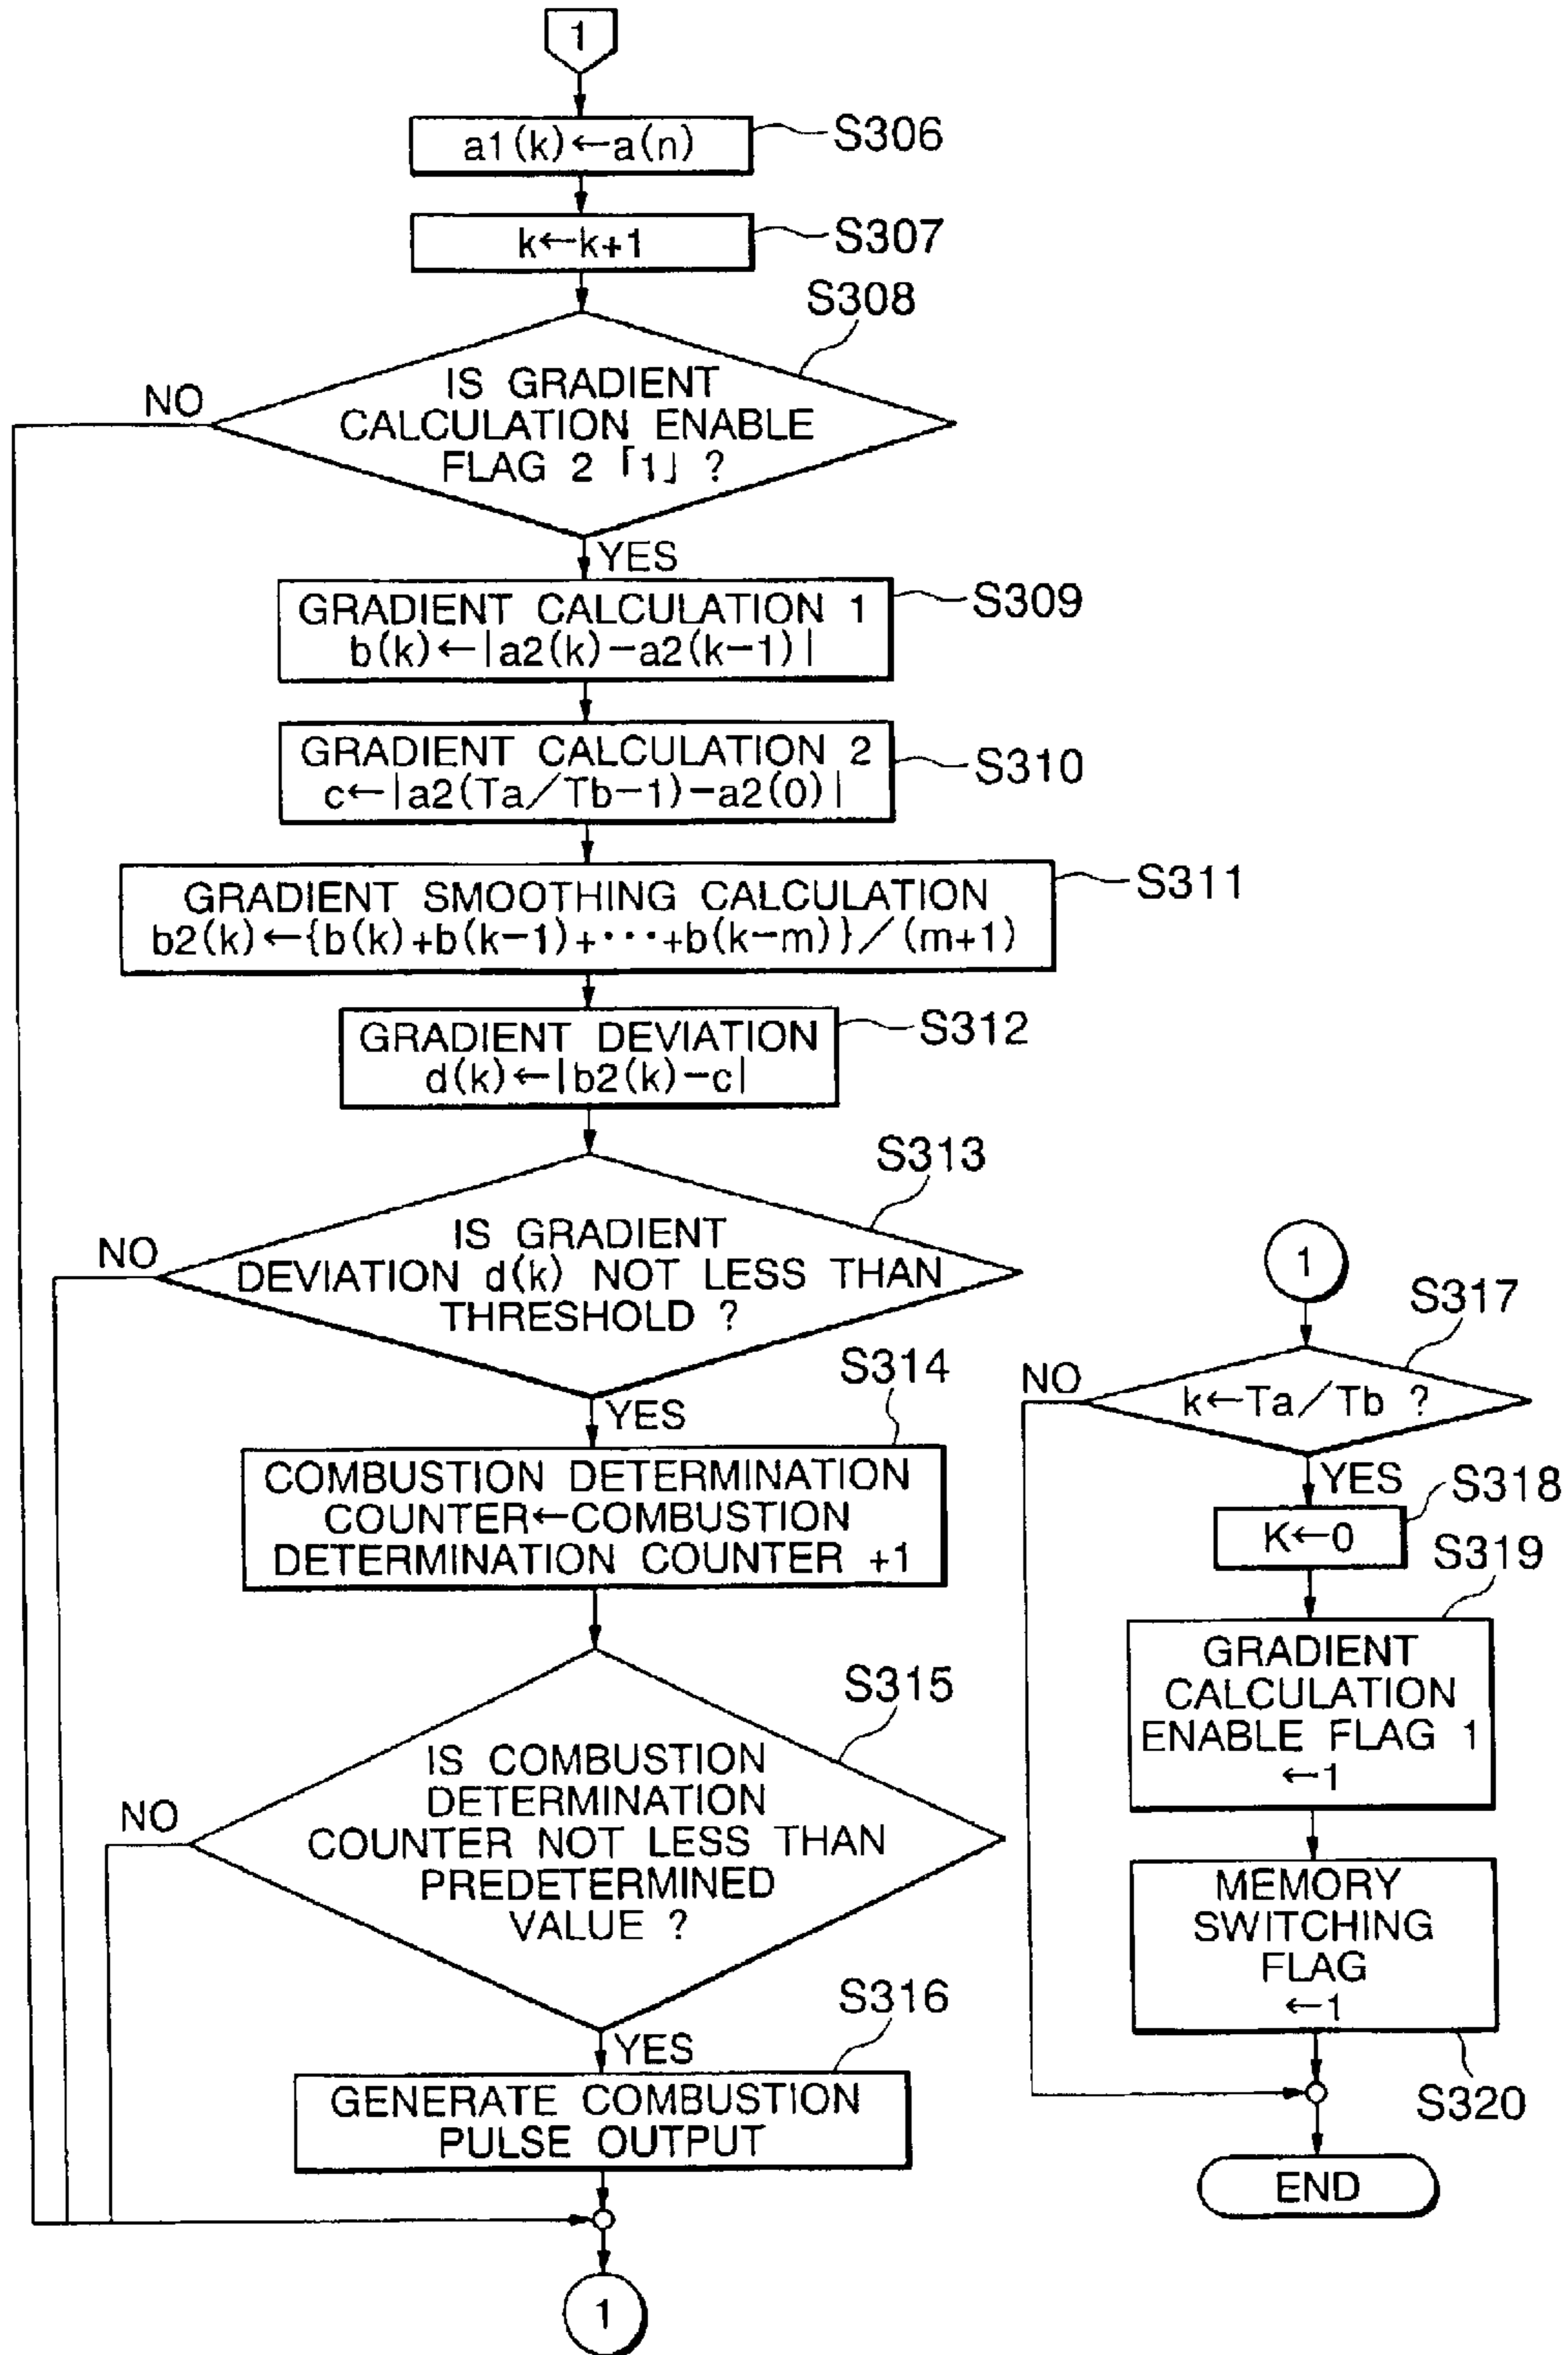 1
a1(k)←a(n)
S306
k←k+1
S307
S308
IS GRADIENT
CALCULATION ENABLE
FLAG 2 「1」 ?
NO
YES
GRADIENT CALCULATION 1
b(k)←|a2(k)-a2(k-1)|
S309
GRADIENT CALCULATION 2
c←|a2(Ta/Tb-1)-a2(0)|
S310
GRADIENT SMOOTHING CALCULATION
b2(k)←{b(k)+b(k-1)+···+b(k-m)}/(m+1)
S311
GRADIENT DEVIATION
d(k)←|b2(k)-c|
S312
S313
IS GRADIENT
DEVIATION d(k) NOT LESS THAN
THRESHOLD ?
NO
YES
S314
COMBUSTION DETERMINATION
COUNTER←COMBUSTION
DETERMINATION COUNTER +1
S315
IS COMBUSTION
DETERMINATION
COUNTER NOT LESS THAN
PREDETERMINED
VALUE ?
NO
YES
S316
GENERATE COMBUSTION
PULSE OUTPUT
1
1
S317
k←Ta/Tb ?
NO
YES
S318
K←0
S319
GRADIENT
CALCULATION
ENABLE FLAG 1
←1
MEMORY
SWITCHING
FLAG
←1
S320
END